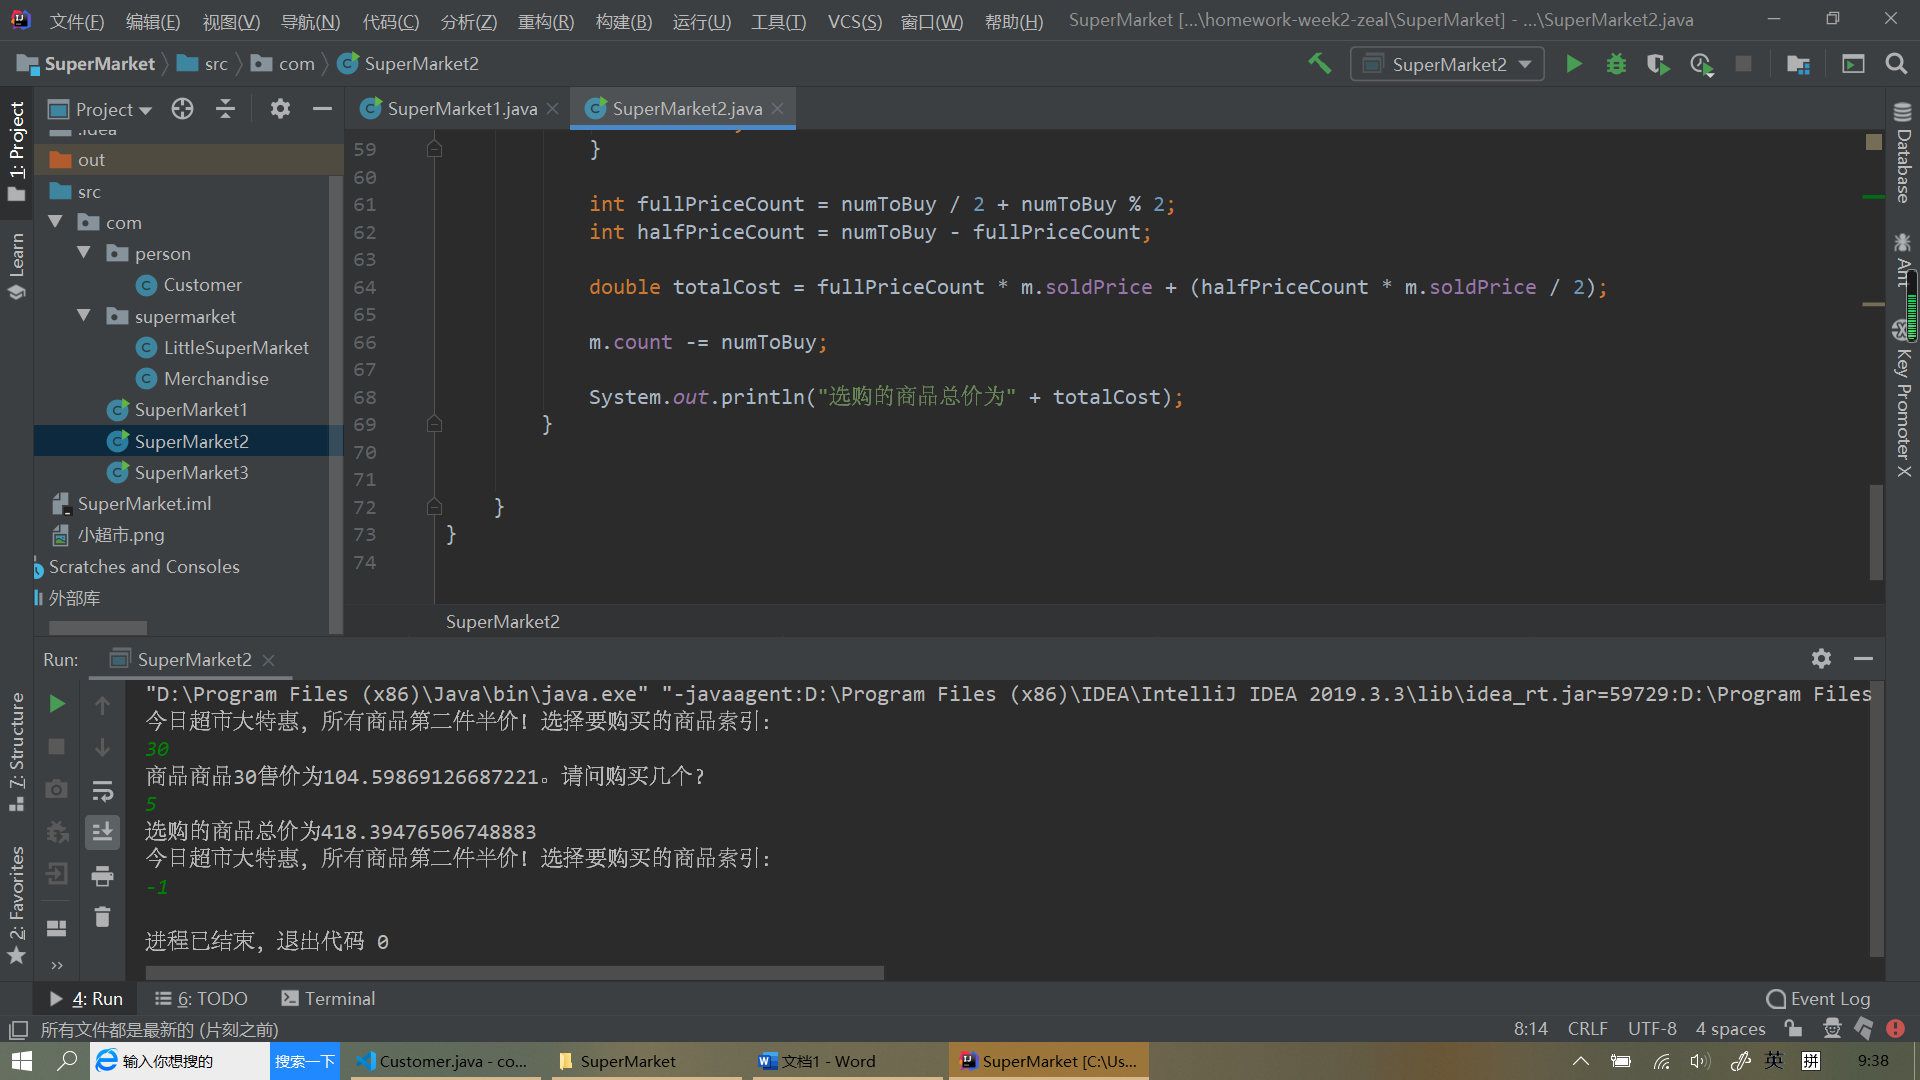 文件(F) 编辑(E) 视图(V) 导航(N) 代码(C) 分析(Z) 重构(R) 构建(B) 运行(U) 工具(T) VCS(S) 窗口(W) 帮助(H) SuperMarket [...\homework-week2-zeal\SuperMarket] - ...\SuperMarket2.java
SuperMarket src com SuperMarket2
SuperMarket2
Project
SuperMarket1.java
SuperMarket2.java
1: Project
Learn
7: Structure
2: Favorites
.idea
out
src
com
person
Customer
supermarket
LittleSuperMarket
Merchandise
SuperMarket1
SuperMarket2
SuperMarket3
SuperMarket.iml
小超市.png
Scratches and Consoles
外部库
59 }
60
61 int fullPriceCount = numToBuy / 2 + numToBuy % 2;
62 int halfPriceCount = numToBuy - fullPriceCount;
63
64 double totalCost = fullPriceCount * m.soldPrice + (halfPriceCount * m.soldPrice / 2);
65
66 m.count -= numToBuy;
67
68 System.out.println("选购的商品总价为" + totalCost);
69 }
70
71
72 }
73 }
74
SuperMarket2
Database
Ant
Key Promoter X
Run: SuperMarket2
"D:\Program Files (x86)\Java\bin\java.exe" "-javaagent:D:\Program Files (x86)\IDEA\IntelliJ IDEA 2019.3.3\lib\idea_rt.jar=59729:D:\Program Files
今日超市大特惠，所有商品第二件半价！选择要购买的商品索引：
30
商品商品30售价为104.59869126687221。请问购买几个？
5
选购的商品总价为418.39476506748883
今日超市大特惠，所有商品第二件半价！选择要购买的商品索引：
-1
进程已结束，退出代码 0
4: Run 6: TODO Terminal Event Log
所有文件都是最新的 (片刻之前) 8:14 CRLF UTF-8 4 spaces
输入你想搜的 搜索一下 Customer.java - co... SuperMarket 文档1 - Word SuperMarket [C:\Us... 英 拼 9:38